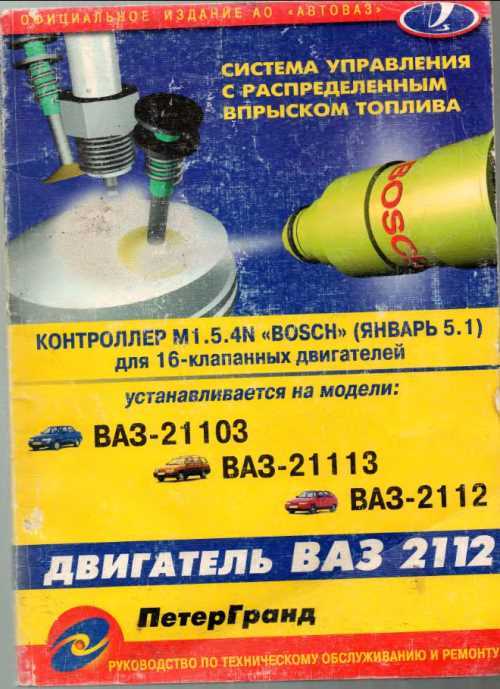 ОФИЦИАЛЬНОЕ ИЗДАНИЕ АО «АВТОВАЗ»
СИСТЕМА УПРАВЛЕНИЯ
С РАСПРЕДЕЛЕННЫМ
ВПРЫСКОМ ТОПЛИВА
BOSCH
КОНТРОЛЛЕР М1.5.4N «BOSCH» (ЯНВАРЬ 5.1)
для 16-клапанных двигателей
устанавливается на модели:
ВАЗ-21103
ВАЗ-21113
ВАЗ-2112
ДВИГАТЕЛЬ ВАЗ 2112
ПетерГранд
РУКОВОДСТВО ПО ТЕХНИЧЕСКОМУ ОБСЛУЖИВАНИЮ И РЕМОНТУ